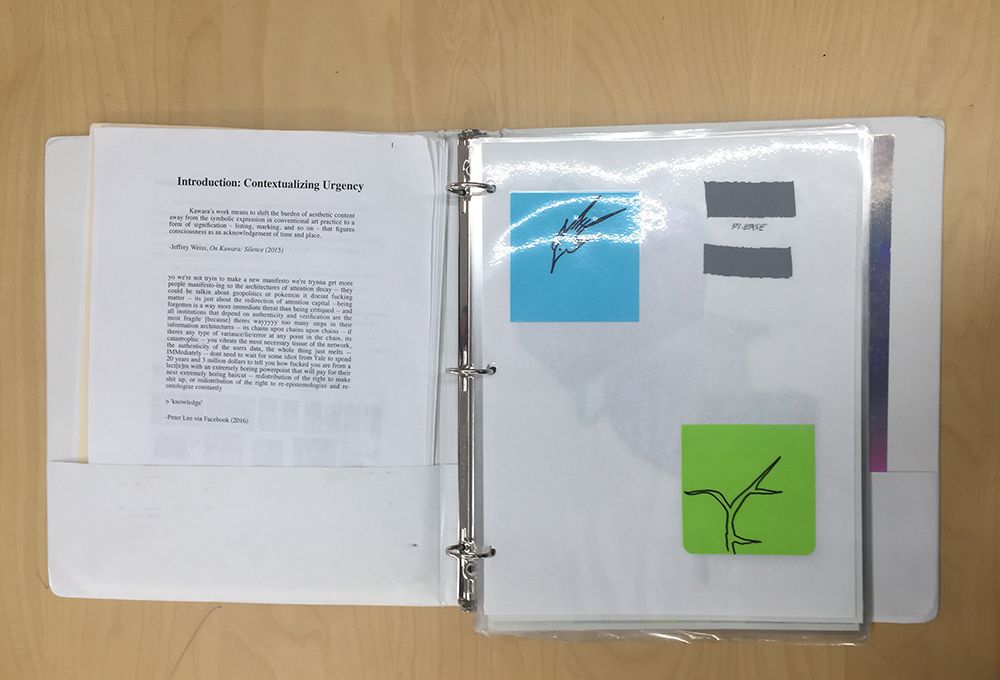 1
Introduction: Contextualizing Urgency
Kawara's work means to shift the burden of aesthetic content
away from the symbolic expression in conventional art practice to a
form of signification - listing, marking, and so on - that figures
consciousness as an acknowledgement of time and place.
-Jeffrey Weiss, On Kawara: Silence (2015)
yo we're not tryin to make a new manifesto we're trynna get more
people manifesto-ing so the architectures of attention decay -- they
could be talkin about geopolitics or pokemon it doesnt fucking
matter -- its just about the redirection of attention capital --being
forgotten is a way more immediate threat than being critiqued -- and
all institutions that depend on authenticity and verification are the
most fragile [because] theres wayyyyy too many steps in their
information architectures -- its chains upon chains upon chains -- if
theres any type of variance/lie/error at any point in the chain, its
catastrophic -- you vibrate the most necessary tissue of the network,
the authenticity of the users data, the whole thing just melts --
IMMediately -- dont need to wait for some idiot from Yale to spend
20 years and 3 million dollars to tell you how fucked you are from a
lect[e]rn with an extremely boring powerpoint that will pay for their
next extremely boring haircut -- redistribution of the right to make
shit up, or redistribution of the right to re-epistemologize and re-
ontologize constantly
> 'knowledge'
-Peter Lee via Facebook (2016)
PLEASE